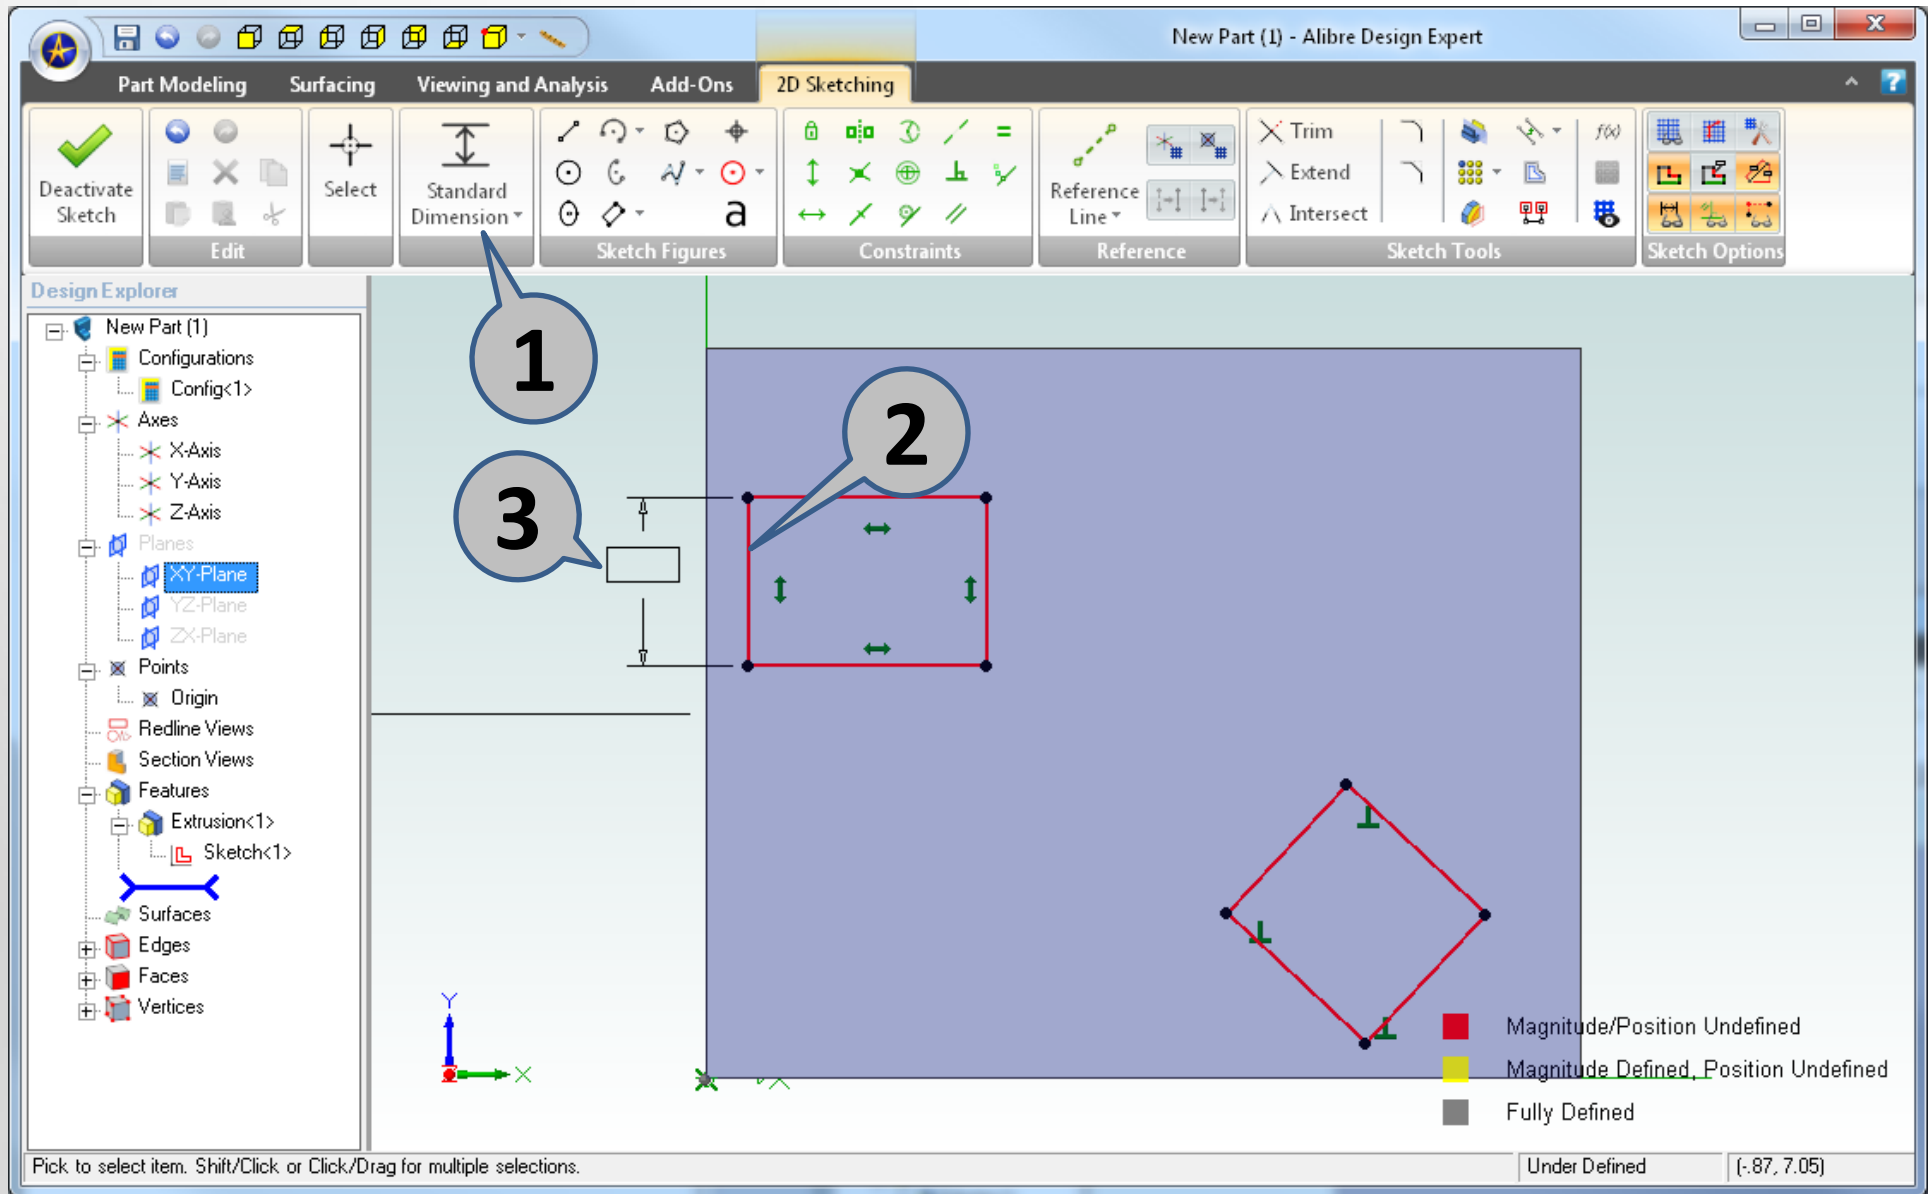 New Part (1) - Alibre Design Expert
Part Modeling Surfacing Viewing and Analysis Add-Ons 2D Sketching
Deactivate Sketch
Edit
Select
Standard Dimension
a
Sketch Figures
Constraints
Reference Line
Reference
Trim
Extend
Intersect
f(x)
Sketch Tools
Sketch Options
Design Explorer
New Part (1)
Configurations
Config<1>
Axes
X-Axis
Y-Axis
Z-Axis
Planes
XY-Plane
YZ-Plane
ZX-Plane
Points
Origin
Redline Views
Section Views
Features
Extrusion<1>
Sketch<1>
Surfaces
Edges
Faces
Vertices
1
2
3
Y
X
Magnitude/Position Undefined
Magnitude Defined, Position Undefined
Fully Defined
Pick to select item. Shift/Click or Click/Drag for multiple selections.
Under Defined
(-.87, 7.05)